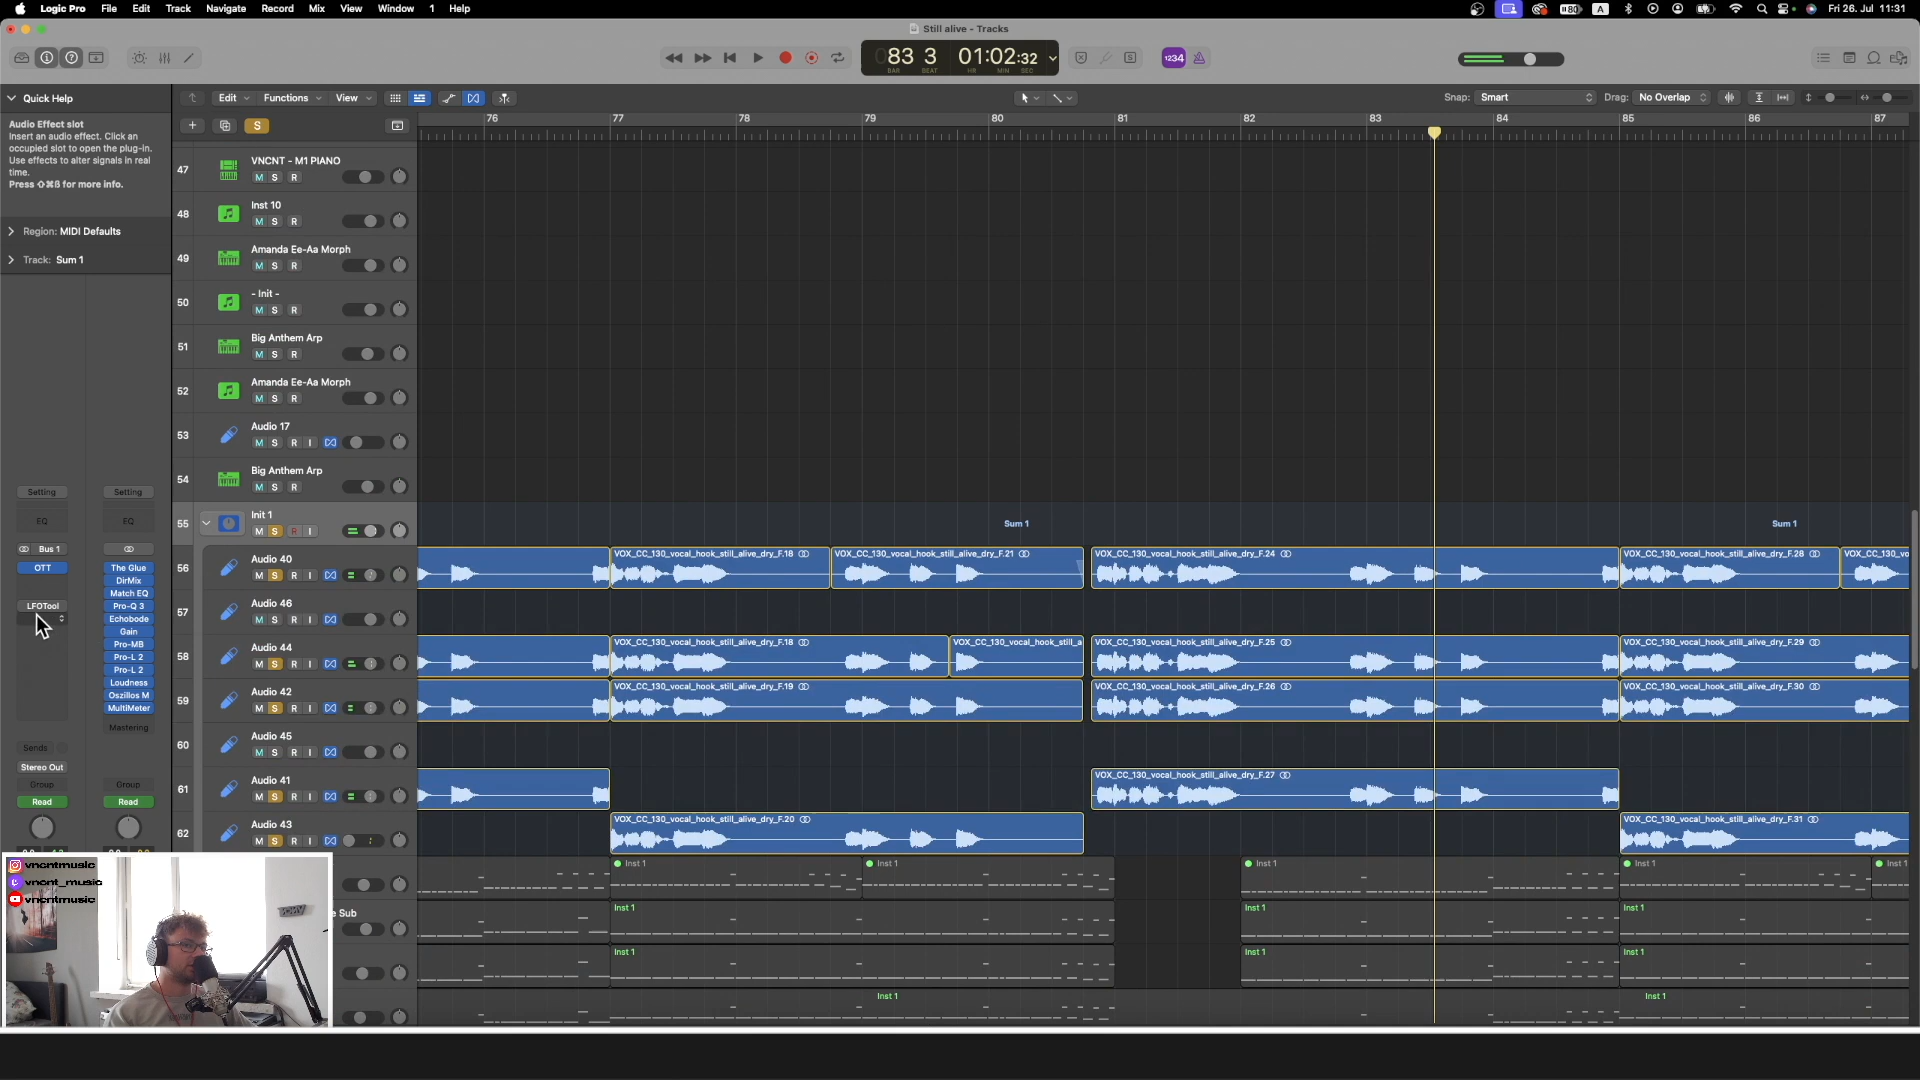 Logic Pro File Edit Track Navigate Record Mix View Window 1 Help
Fri 26. Jul 11:31
Still alive - Tracks
83 3 01:02:32
BAR BEAT HR MIN SEC
1234
Quick Help
Edit Functions View
Snap: Smart Drag: No Overlap
Audio Effect slot
Insert an audio effect. Click an
occupied slot to open the plug-in.
Use effects to alter signals in real
time.
Press ⇧⌘ß for more info.
Region: MIDI Defaults
Track: Sum 1
S
76 77 78 79 80 81 82 83 84 85 86 87
47 VNCNT - M1 PIANO
M S R
48 Inst 10
M S R
49 Amanda Ee-Aa Morph
M S R
50 - Init -
M S R
51 Big Anthem Arp
M S R
52 Amanda Ee-Aa Morph
M S R
53 Audio 17
M S R I
54 Big Anthem Arp
M S R
55 Init 1
M S R I
Sum 1 Sum 1
56 Audio 40
M S R I
VOX_CC_130_vocal_hook_still_alive_dry_F.18 VOX_CC_130_vocal_hook_still_alive_dry_F.21 VOX_CC_130_vocal_hook_still_alive_dry_F.24 VOX_CC_130_vocal_hook_still_alive_dry_F.28 VOX_CC_130_vo
57 Audio 46
M S R I
58 Audio 44
M S R I
VOX_CC_130_vocal_hook_still_alive_dry_F.18 VOX_CC_130_vocal_hook_still_a VOX_CC_130_vocal_hook_still_alive_dry_F.25 VOX_CC_130_vocal_hook_still_alive_dry_F.29
59 Audio 42
M S R I
VOX_CC_130_vocal_hook_still_alive_dry_F.19 VOX_CC_130_vocal_hook_still_alive_dry_F.26 VOX_CC_130_vocal_hook_still_alive_dry_F.30
60 Audio 45
M S R I
61 Audio 41
M S R I
VOX_CC_130_vocal_hook_still_alive_dry_F.27
62 Audio 43
M S R I
VOX_CC_130_vocal_hook_still_alive_dry_F.20 VOX_CC_130_vocal_hook_still_alive_dry_F.31
Inst 1 Inst 1 Inst 1 Inst 1 Inst 1
e Sub
Inst 1 Inst 1 Inst 1
Inst 1 Inst 1 Inst 1
Inst 1 Inst 1
Setting Setting
EQ EQ
Bus 1
OTT
LFOTool
The Glue
DirMix
Match EQ
Pro-Q 3
Echobode
Gain
Pro-MB
Pro-L 2
Pro-L 2
Loudness
Oszillos M
MultiMeter
Mastering
Sends
Stereo Out
Group Group
Read Read
vncntmusic
vncnt_music
vncntmusic